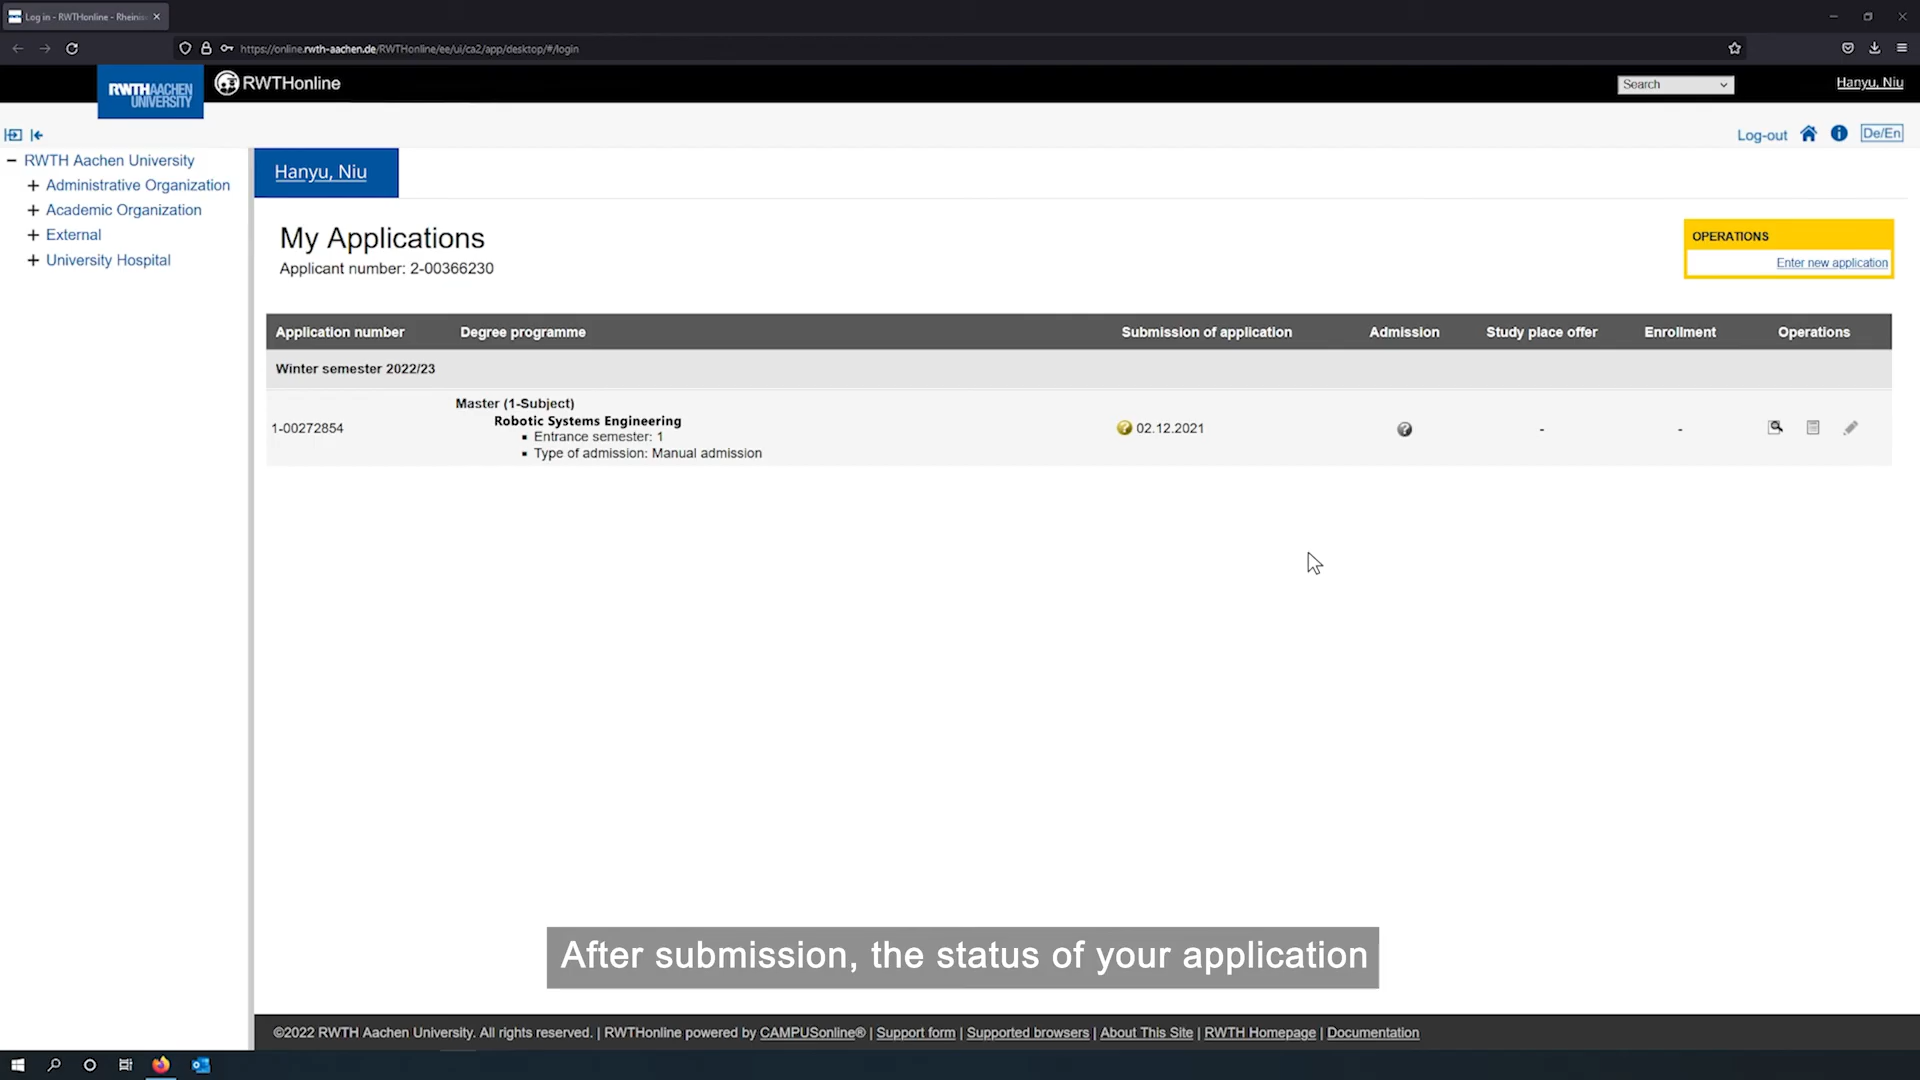 Log in - RWTHonline - Rheinis
https://online.rwth-aachen.de/RWTHonline/ee/ui/ca2/app/desktop/#/login
RWTHAACHEN
UNIVERSITY
RWTHonline
Search
Hanyu, Niu
Log-out
De/En
RWTH Aachen University
Administrative Organization
Academic Organization
External
University Hospital
Hanyu, Niu
My Applications
Applicant number: 2-00366230
OPERATIONS
Enter new application
Application number Degree programme Submission of application Admission Study place offer Enrollment Operations
Winter semester 2022/23
Master (1-Subject)
Robotic Systems Engineering
1-00272854 02.12.2021 - -
Entrance semester: 1
Type of admission: Manual admission
After submission, the status of your application
©2022 RWTH Aachen University. All rights reserved. | RWTHonline powered by CAMPUSonline® | Support form | Supported browsers | About This Site | RWTH Homepage | Documentation